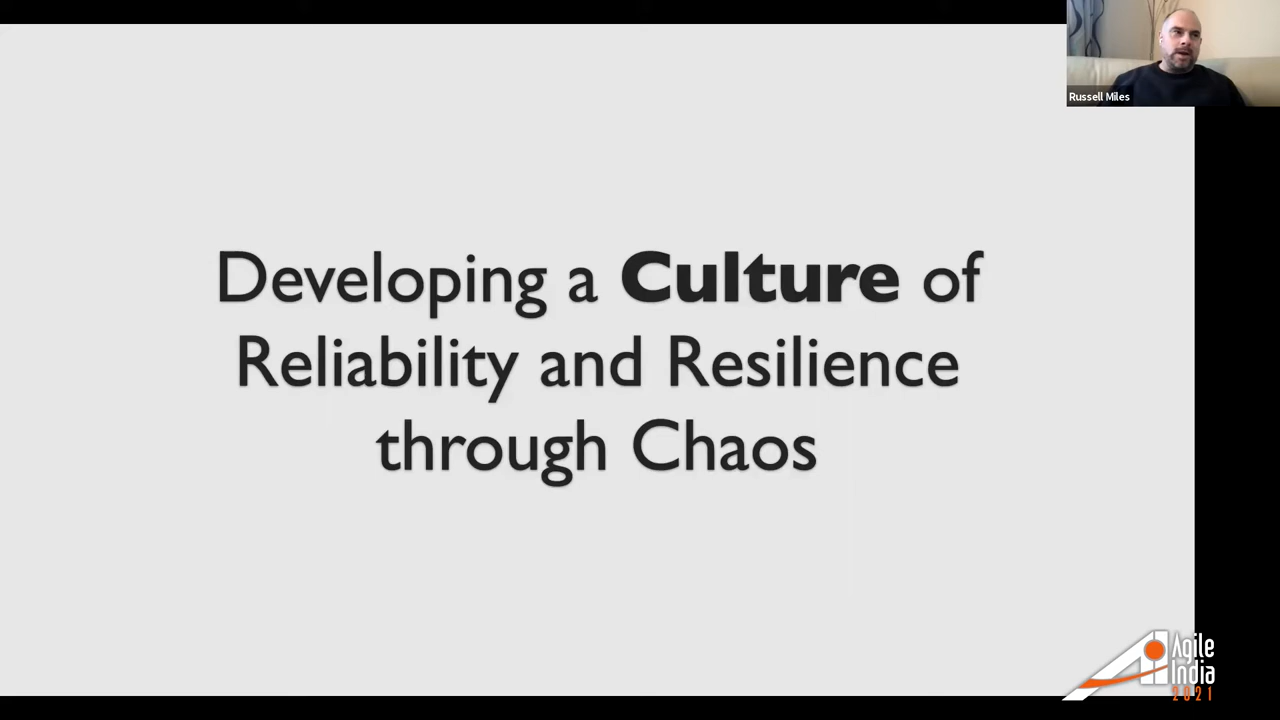 Russell Miles
Developing a Culture of
Reliability and Resilience
through Chaos
Agile
India
2021